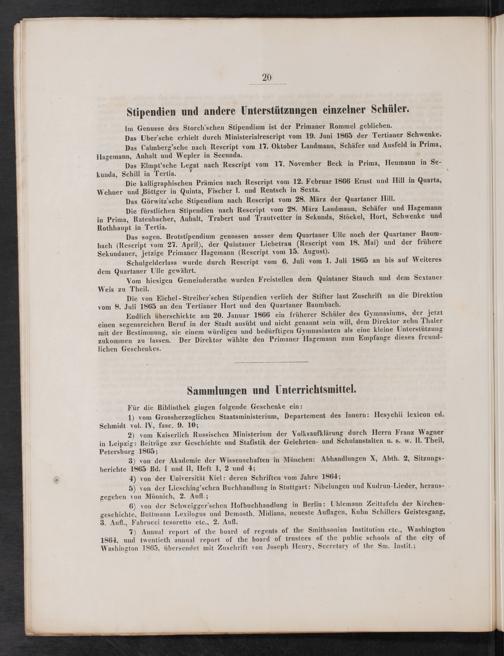 20
Stipendien und andere Unterstützungen einzelner Schüler.
Im Genusse des Storch'schen Stipendium ist der Primaner Rommel geblieben.
Das Uber'sche erhielt durch Ministerialrescript vom 19. Juni 1865 der Tertianer Schwenke.
Das Calmberg'sche nach Rescript vom 17. Oktober Landmann, Schäfer und Ausfeld in Prima,
Hagemann, Anhalt und Wepler in Secunda.
Das Elmpt'sche Legat nach Rescript vom 17. November Beck in Prima, Heumann in Se-
kunda, Schill in Tertia.
Die kalligraphischen Prämien nach Rescript vom 12. Februar 1866 Ernst und Hill in Quarta,
Wehner und Böttger in Quinta, Fischer I. und Rentsch in Sexta.
Das Görwitz'sche Stipendium nach Rescript vom 28. März der Quartaner Hill.
Die fürstlichen Stipendien nach Rescript vom 28. März Landmann, Schäfer und Hagemann
in Prima, Ratenbacher, Anhalt, Trabert und Trautvetter in Sekunda, Stöckel, Hort, Schwenke und
Rothhaupt in Tertia.
Das sogen. Brotstipendium genossen ausser dem Quartaner Ulle noch der Quartaner Baum-
bach (Rescript vom 27. April), der Quintaner Liebetrau (Rescript vom 18. Mai) und der frühere
Sekundaner, jetzige Primaner Hagemann (Rescript vom 15. August).
Schulgelderlass wurde durch Rescript vom 6. Juli vom 1. Juli 1865 an bis auf Weiteres
dem Quartaner Ulle gewährt.
Vom hiesigen Gemeinderathe wurden Freistellen dem Quintaner Stauch und dem Sextaner
Weis zu Theil.
Die von Eichel-Streiber'schen Stipendien verlieh der Stifter laut Zuschrift an die Direktion
vom 8. Juli 1865 an den Tertianer Hort und den Quartaner Baumbach.
Endlich überschickte am 20. Januar 1866 ein früherer Schüler des Gymnasiums, der jetzt
einen segensreichen Beruf in der Stadt ausübt und nicht genannt sein will, dem Direktor zehn Thaler
mit der Bestimmung, sie einem würdigen und bedürftigen Gymnasiasten als eine kleine Unterstützung
zukommen zu lassen. Der Direktor wählte den Primaner Hagemann zum Empfange dieses freund-
lichen Geschenkes.
Sammlungen und Unterrichtsmittel.
Für die Bibliothek gingen folgende Geschenke ein:
1) vom Grossherzoglichen Staatsministerium, Departement des Innern: Hesychii lexicon ed.
Schmidt vol. IV, fasc. 9. 10;
2) vom Kaiserlich Russischen Ministerium der Volksaufklärung durch Herrn Franz Wagner
in Leipzig: Beiträge zur Geschichte und Statistik der Gelehrten- und Schulanstalten u. s. w. II. Theil,
Petersburg 1865;
3) von der Akademie der Wissenschaften in München: Abhandlungen X, Abth. 2, Sitzungs-
berichte 1865 Bd. I und II, Heft 1, 2 und 4;
4) von der Universität Kiel: deren Schriften vom Jahre 1864;
5) von der Liesching'schen Buchhandlung in Stuttgart: Nibelungen und Kudrun-Lieder, heraus-
gegeben von Mönnich, 2. Aufl.;
6) von der Schweigger'schen Hofbuchhandlung in Berlin: Uhlemann Zeittafeln der Kirchen-
geschichte, Buttmann Lexilogus und Demosth. Midiana, neueste Auflagen, Kuhn Schillers Geistesgang,
3. Aufl., Fabrucci tesoretto etc., 2. Aufl.
7) Annual report of the board of regents of the Smithsonian Institution etc., Washington
1864, und twentieth annual report of the board of trustees of the public schools of the city of
Washington 1865, übersendet mit Zuschrift von Joseph Henry, Secretary of the Sm. Instit.;